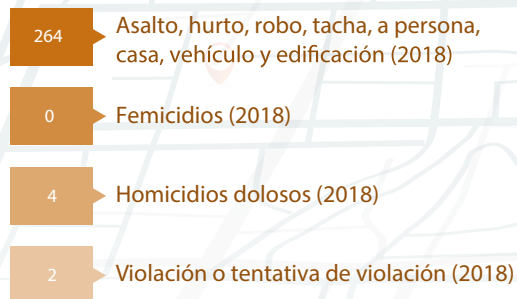 264
Asalto, hurto, robo, tacha, a persona,
casa, vehículo y edificación (2018)
0
Femicidios (2018)
4
Homicidios dolosos (2018)
2
Violación o tentativa de violación (2018)